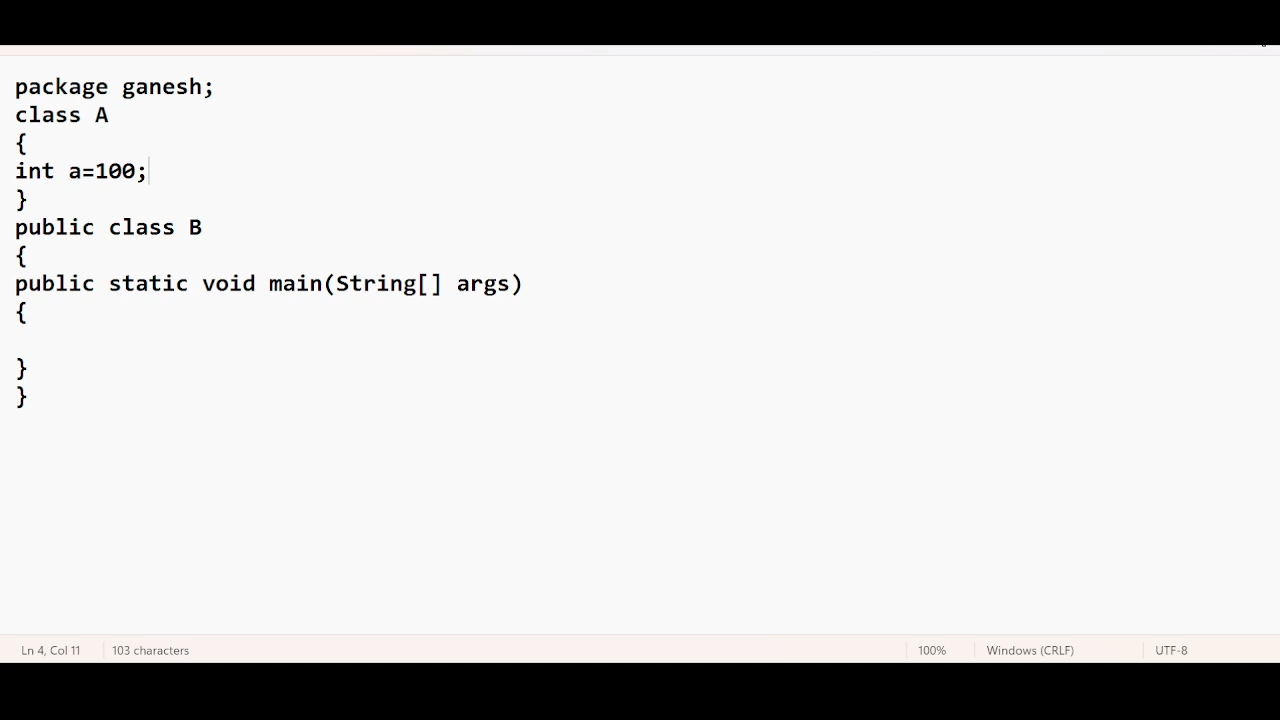 package ganesh;
class A
{
int a=100;
}
public class B
{
public static void main(String[] args)
{
}
}
Ln 4, Col 11 103 characters 100% Windows (CRLF) UTF-8